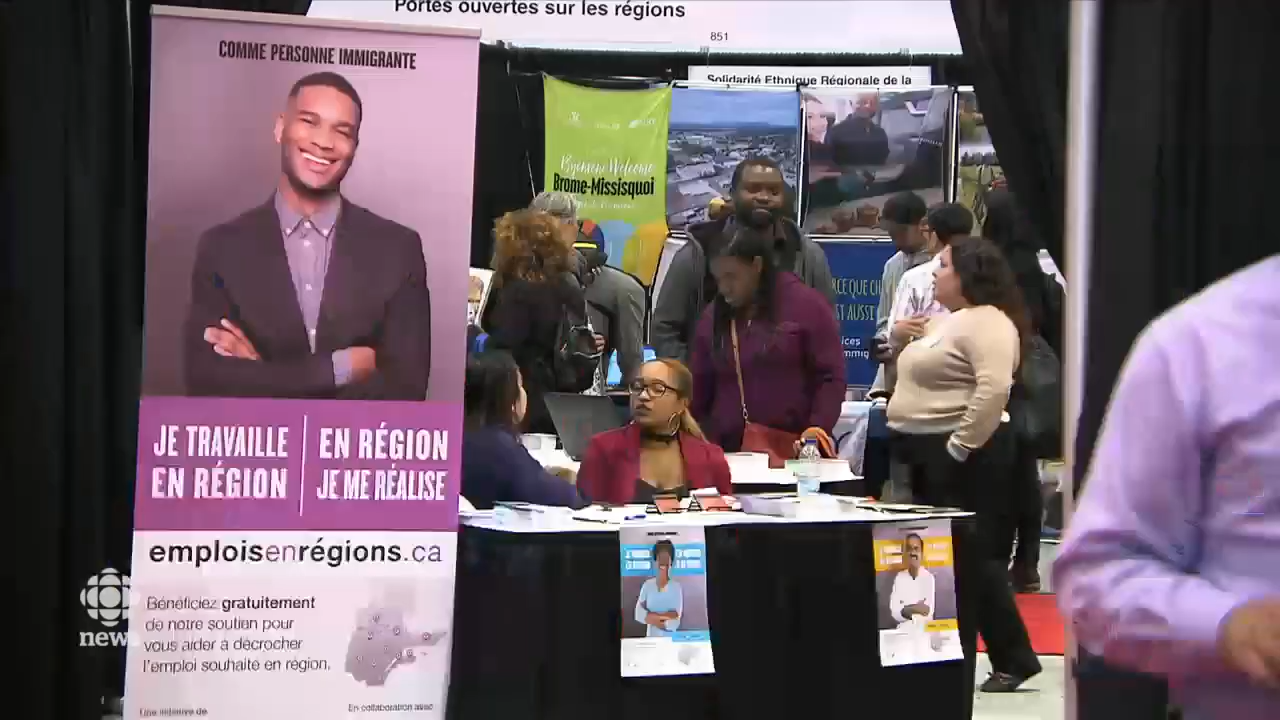 Portes ouvertes sur les régions
851
Solidarité Ethnique Régionale de la
COMME PERSONNE IMMIGRANTE
Bienvenue Welcome
Brome-Missisquoi
JE TRAVAILLE
EN RÉGION
EN RÉGION
JE ME RÉALISE
emploisenrégions.ca
Bénéficiez gratuitement
de notre soutien pour
vous aider à décrocher
l'emploi souhaité en région.
Une initiative de
En collaboration avec
news